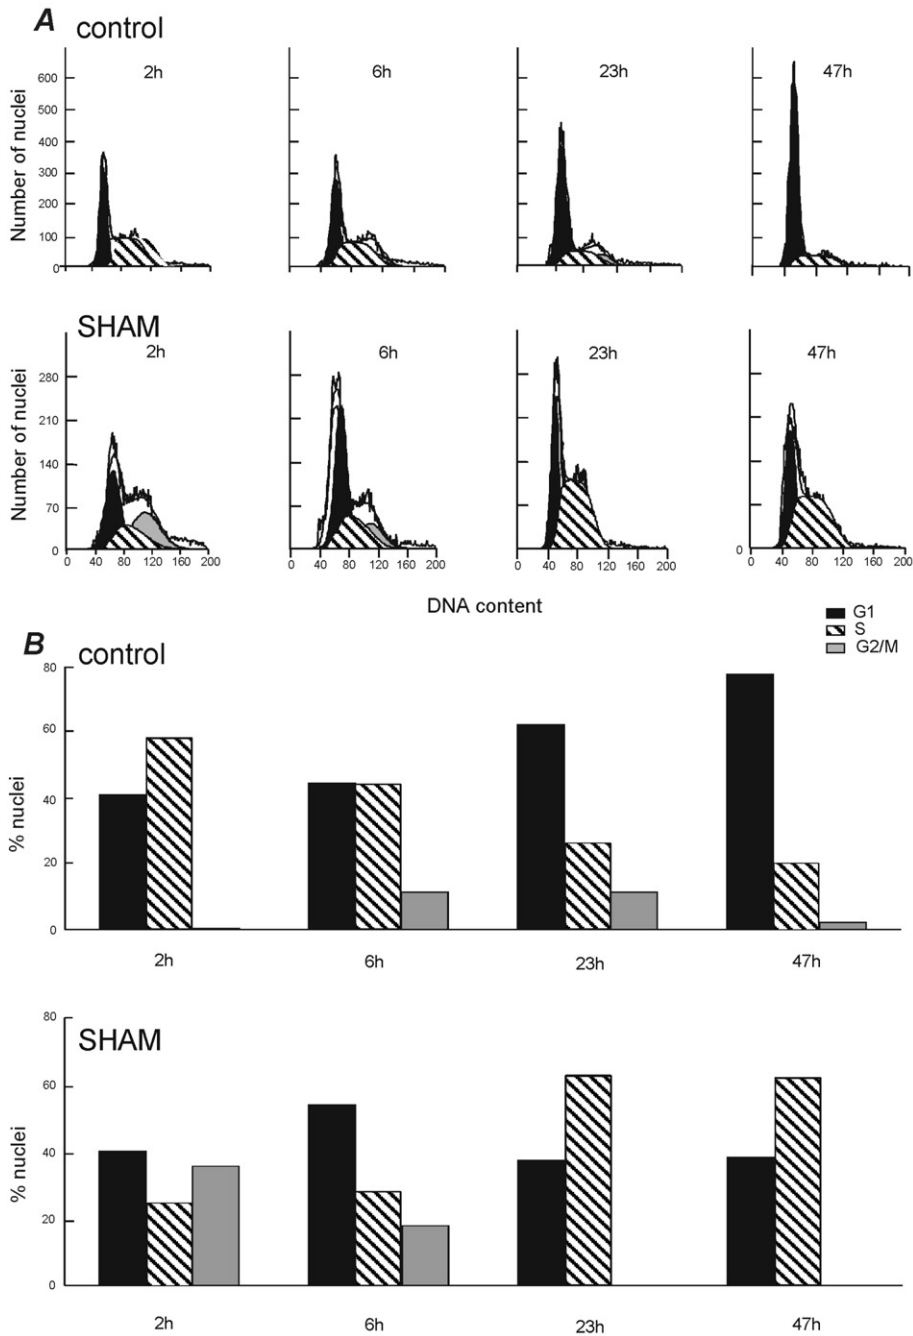 A control
2h 6h 23h 47h
Number of nuclei
600
500
400
300
200
100
0
SHAM
2h 6h 23h 47h
Number of nuclei
280
210
140
70
0
0
0 40 80 120 160 200
0 40 80 120 160 200
0 40 80 120 160 200
0 40 80 120 160 200
DNA content
G1
S
G2/M
B control
% nuclei
80
60
40
20
0
2h 6h 23h 47h
SHAM
% nuclei
80
60
40
20
0
2h 6h 23h 47h